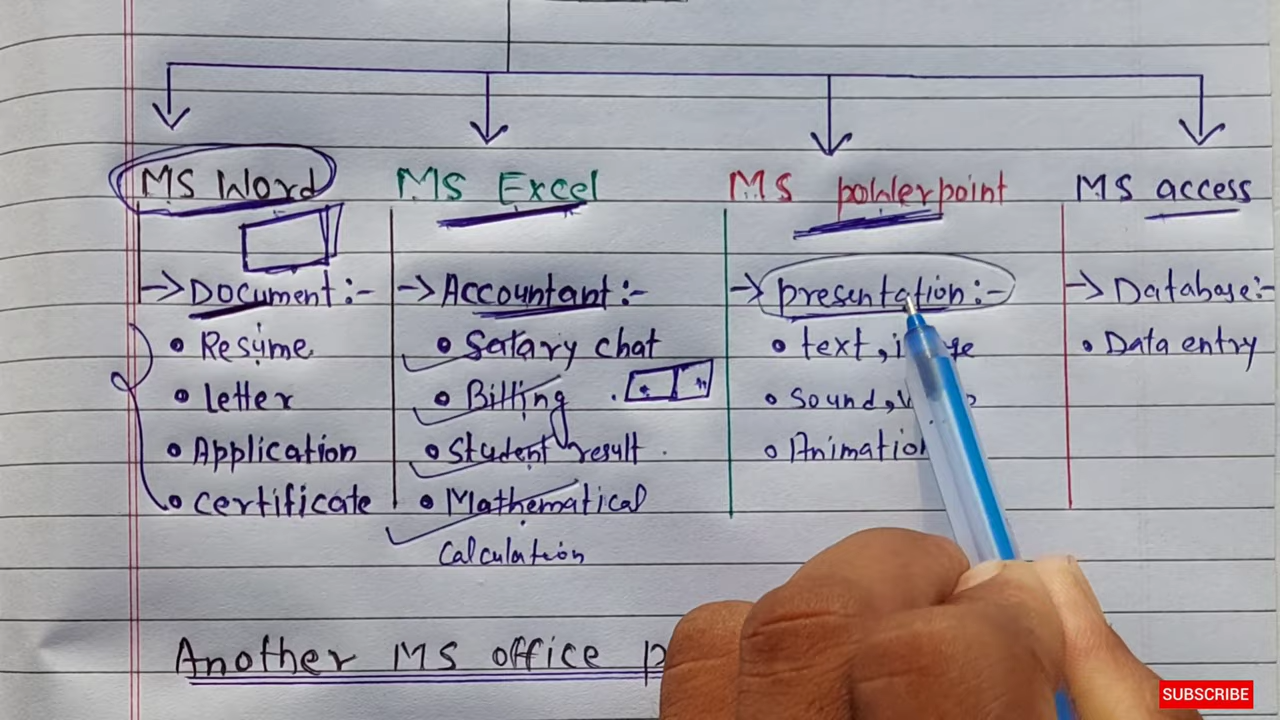 MS Word
MS Excel
MS powerpoint
MS access
→ Document :-
• Resume
• Letter
• Application
• Certificate
→ Accountant :-
• Salary chat
• Billing
• Student result
• Mathematical
Calculation
→ presentation :-
• text,
• Sound,
• Animation
→ Database :-
• Data entry
Another MS office
SUBSCRIBE